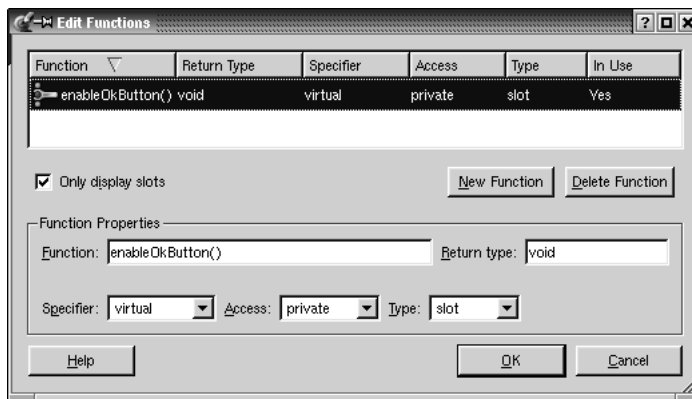 Edit Functions ?
Function Return Type Specifier Access Type In Use
enableOkButton() void virtual private slot Yes
Only display slots New Function Delete Function
Function Properties
Function: enableOkButton() Return type: void
Specifier: virtual Access: private Type: slot
Help OK Cancel